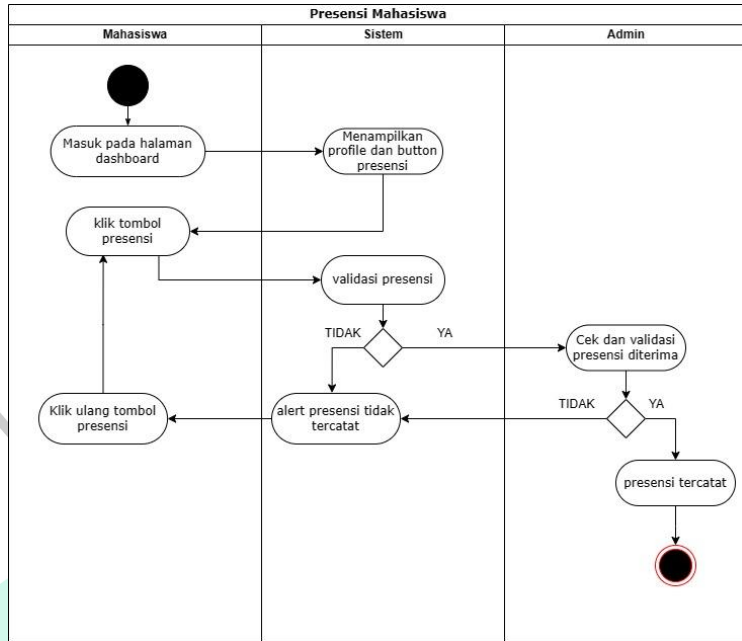 Presensi Mahasiswa
Mahasiswa
Sistem
Admin
Masuk pada halaman
dashboard
Menampilkan
profile dan button
presensi
klik tombol
presensi
validasi presensi
TIDAK
YA
Cek dan validasi
presensi diterima
Klik ulang tombol
presensi
alert presensi tidak
tercatat
TIDAK
YA
presensi tercatat